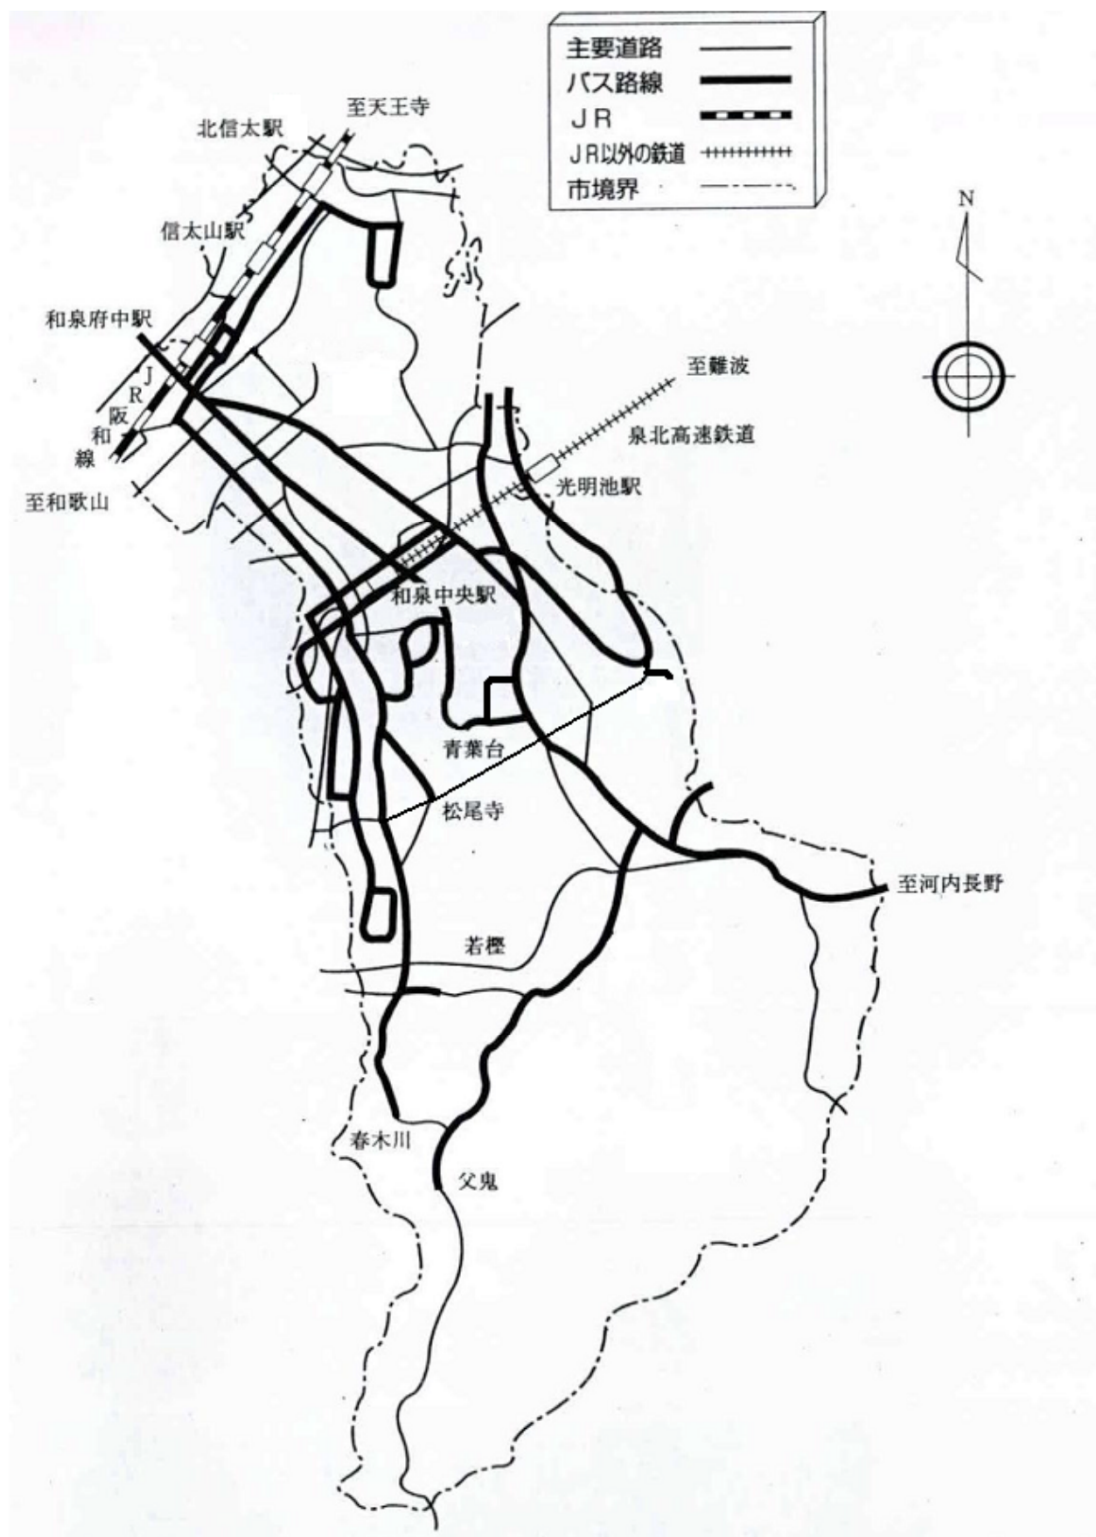 主要道路
バス路線
JR
JR以外の鉄道
市境界
至天王寺
北信太駅
信太山駅
和泉府中駅
JR阪和線
至和歌山
N
至難波
泉北高速鉄道
光明池駅
和泉中央駅
青葉台
松尾寺
至河内長野
若樫
春木川
父鬼